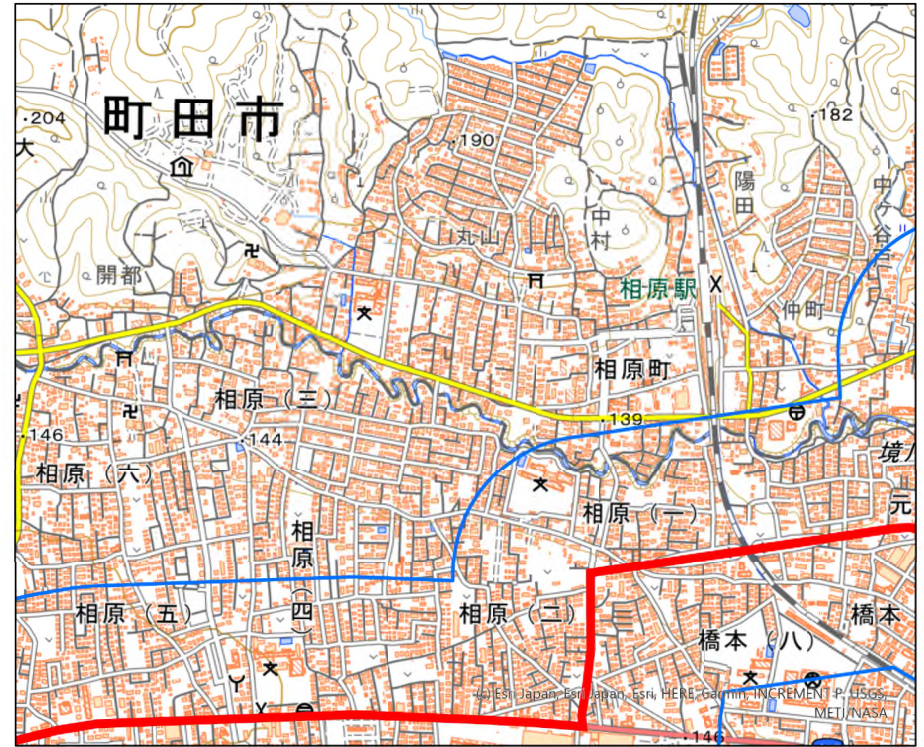 町田市
204
大
190
182
陽田
中ケ谷戸
中村
丸山
開都
相原駅
仲町
相原町
相原（三）
139
146
144
境川
相原（六）
相原（一）
元
相原（四）
相原（五）
相原（二）
橋本
橋本（八）
(c) Esri Japan, Esri Japan, Esri, HERE, Garmin, INCREMENT P, USGS,
METI/NASA
146